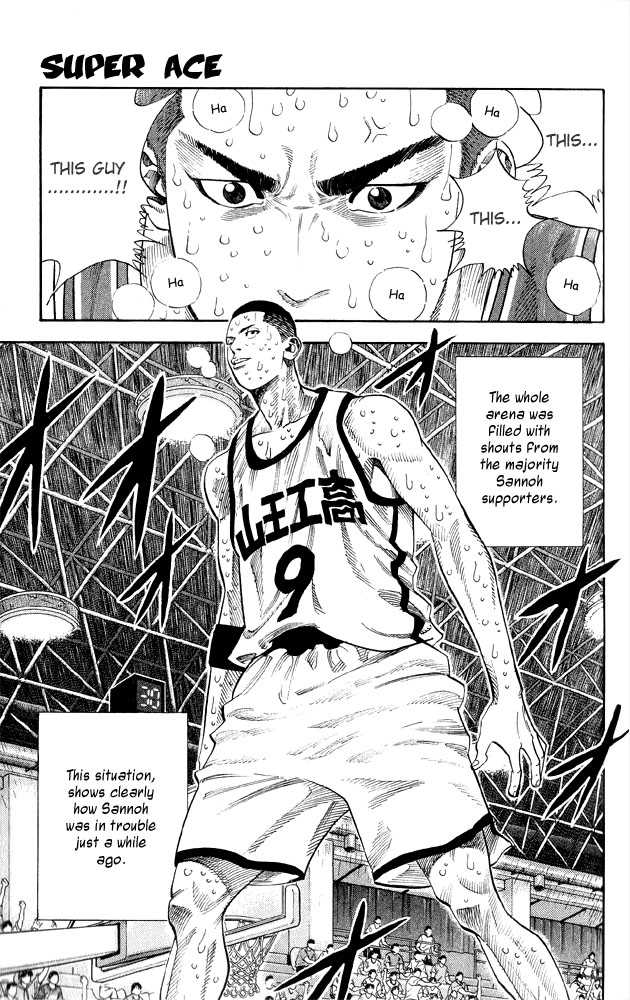 SUPER ACE
Ha
Ha
Ha
THIS...
THIS GUY
............!!
THIS...
Ha
Ha
Ha
The whole
arena was
filled with
shouts from
the majority
Sannoh
supporters.
山王工高
9
30
This situation,
shows clearly
how Sannoh
was in trouble
just a while
ago.